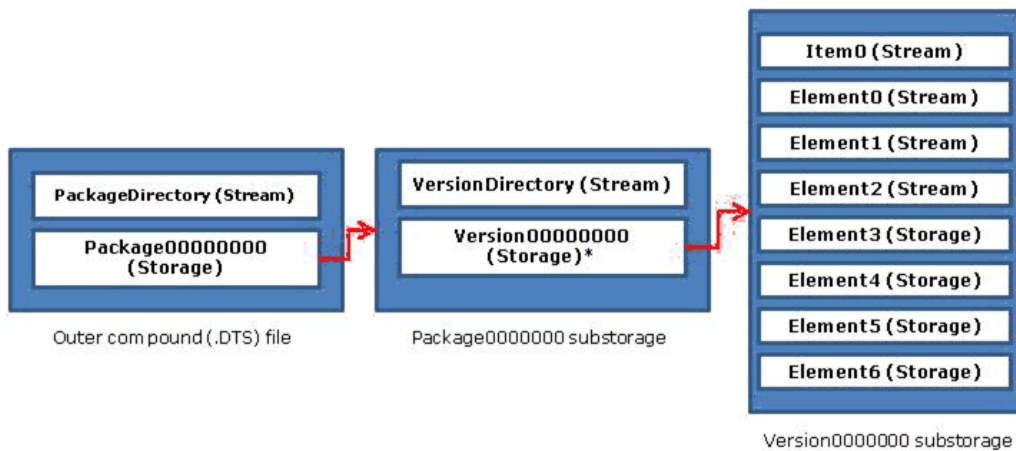 PackageDirectory (Stream)
Package00000000
(Storage)
Outer compound (.DTS) file
VersionDirectory (Stream)
Version00000000
(Storage)*
Package0000000 substorage
Item0 (Stream)
Element0 (Stream)
Element1 (Stream)
Element2 (Stream)
Element3 (Storage)
Element4 (Storage)
Element5 (Storage)
Element6 (Storage)
Version0000000 substorage